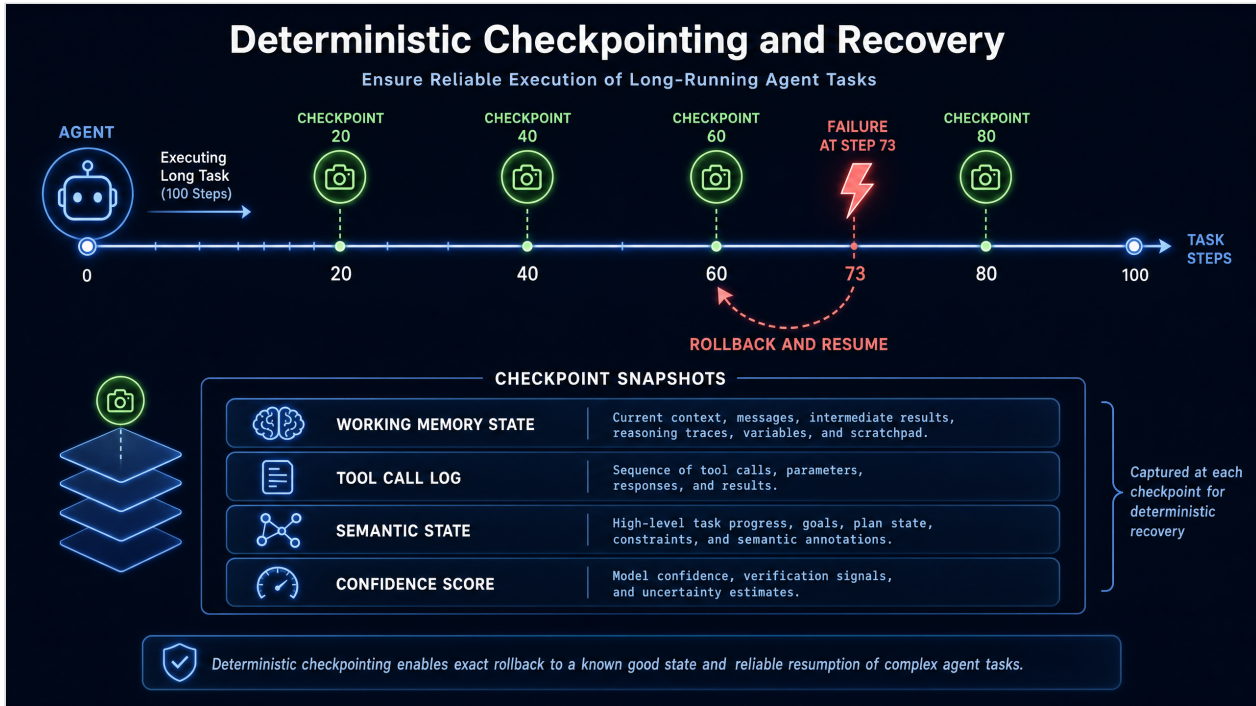 Deterministic Checkpointing and Recovery
Ensure Reliable Execution of Long-Running Agent Tasks
AGENT
Executing
Long Task
(100 Steps)
CHECKPOINT
20
CHECKPOINT
40
CHECKPOINT
60
FAILURE
AT STEP 73
CHECKPOINT
80
TASK
STEPS
0
20
40
60
73
80
100
ROLLBACK AND RESUME
CHECKPOINT SNAPSHOTS
WORKING MEMORY STATE
Current context, messages, intermediate results,
reasoning traces, variables, and scratchpad.
TOOL CALL LOG
Sequence of tool calls, parameters,
responses, and results.
SEMANTIC STATE
High-level task progress, goals, plan state,
constraints, and semantic annotations.
CONFIDENCE SCORE
Model confidence, verification signals,
and uncertainty estimates.
Captured at each
checkpoint for
deterministic
recovery
Deterministic checkpointing enables exact rollback to a known good state and reliable resumption of complex agent tasks.